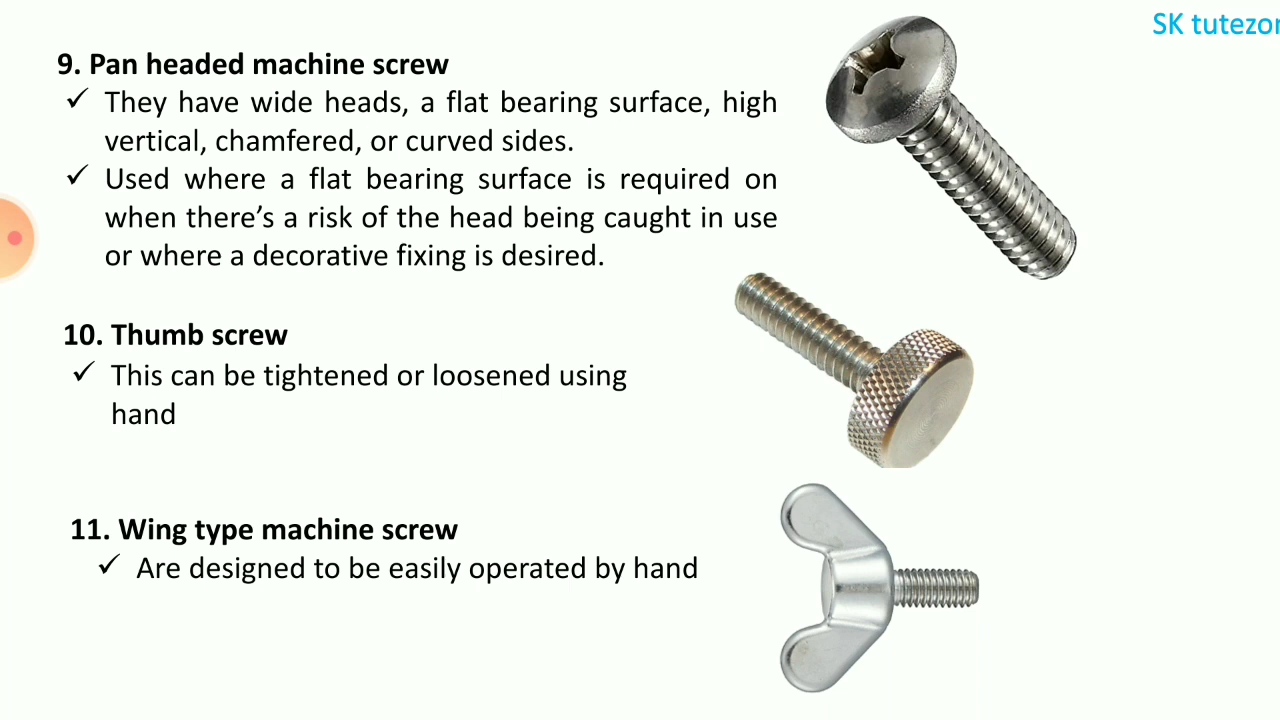 SK tutezor
9. Pan headed machine screw
✓ They have wide heads, a flat bearing surface, high
vertical, chamfered, or curved sides.
✓ Used where a flat bearing surface is required on
when there’s a risk of the head being caught in use
or where a decorative fixing is desired.
10. Thumb screw
✓ This can be tightened or loosened using
hand
11. Wing type machine screw
✓ Are designed to be easily operated by hand